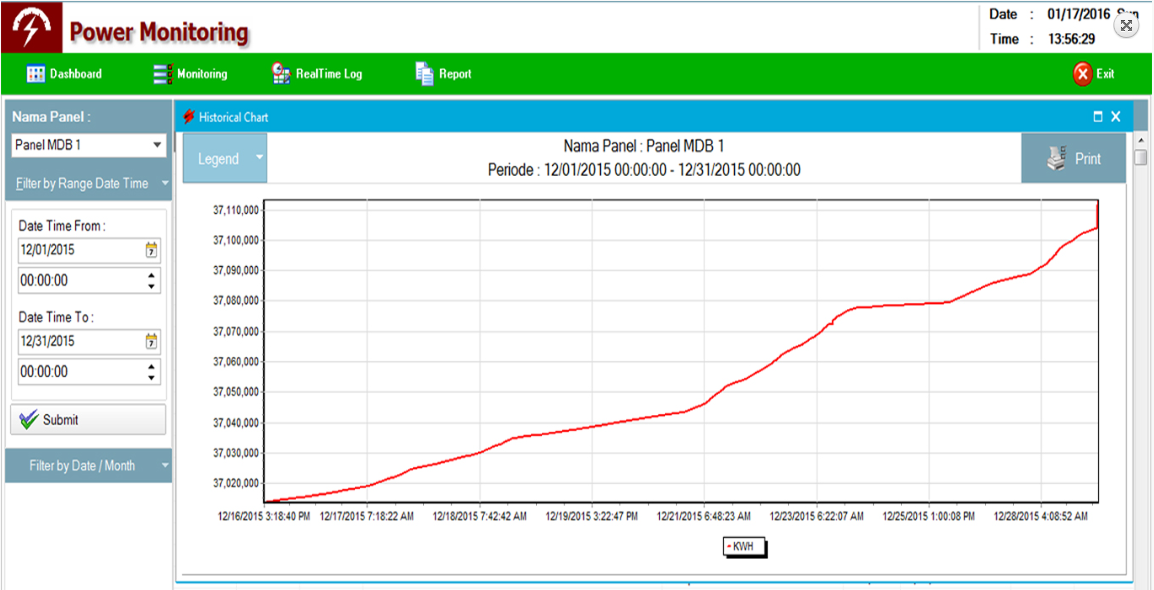 Power Monitoring
Date : 01/17/2016 Sun
Time : 13:56:29
Dashboard Monitoring RealTime Log Report Exit
Nama Panel :
Panel MDB 1
Filter by Range Date Time
Date Time From :
12/01/2015
00:00:00
Date Time To :
12/31/2015
00:00:00
Submit
Filter by Date / Month
Historical Chart
Legend
Nama Panel : Panel MDB 1
Periode : 12/01/2015 00:00:00 - 12/31/2015 00:00:00
Print
37,110,000
37,100,000
37,090,000
37,080,000
37,070,000
37,060,000
37,050,000
37,040,000
37,030,000
37,020,000
12/16/2015 3:18:40 PM 12/17/2015 7:18:22 AM 12/18/2015 7:42:42 AM 12/19/2015 3:22:47 PM 12/21/2015 6:48:23 AM 12/23/2015 6:22:07 AM 12/25/2015 1:00:08 PM 12/28/2015 4:08:52 AM
KWH